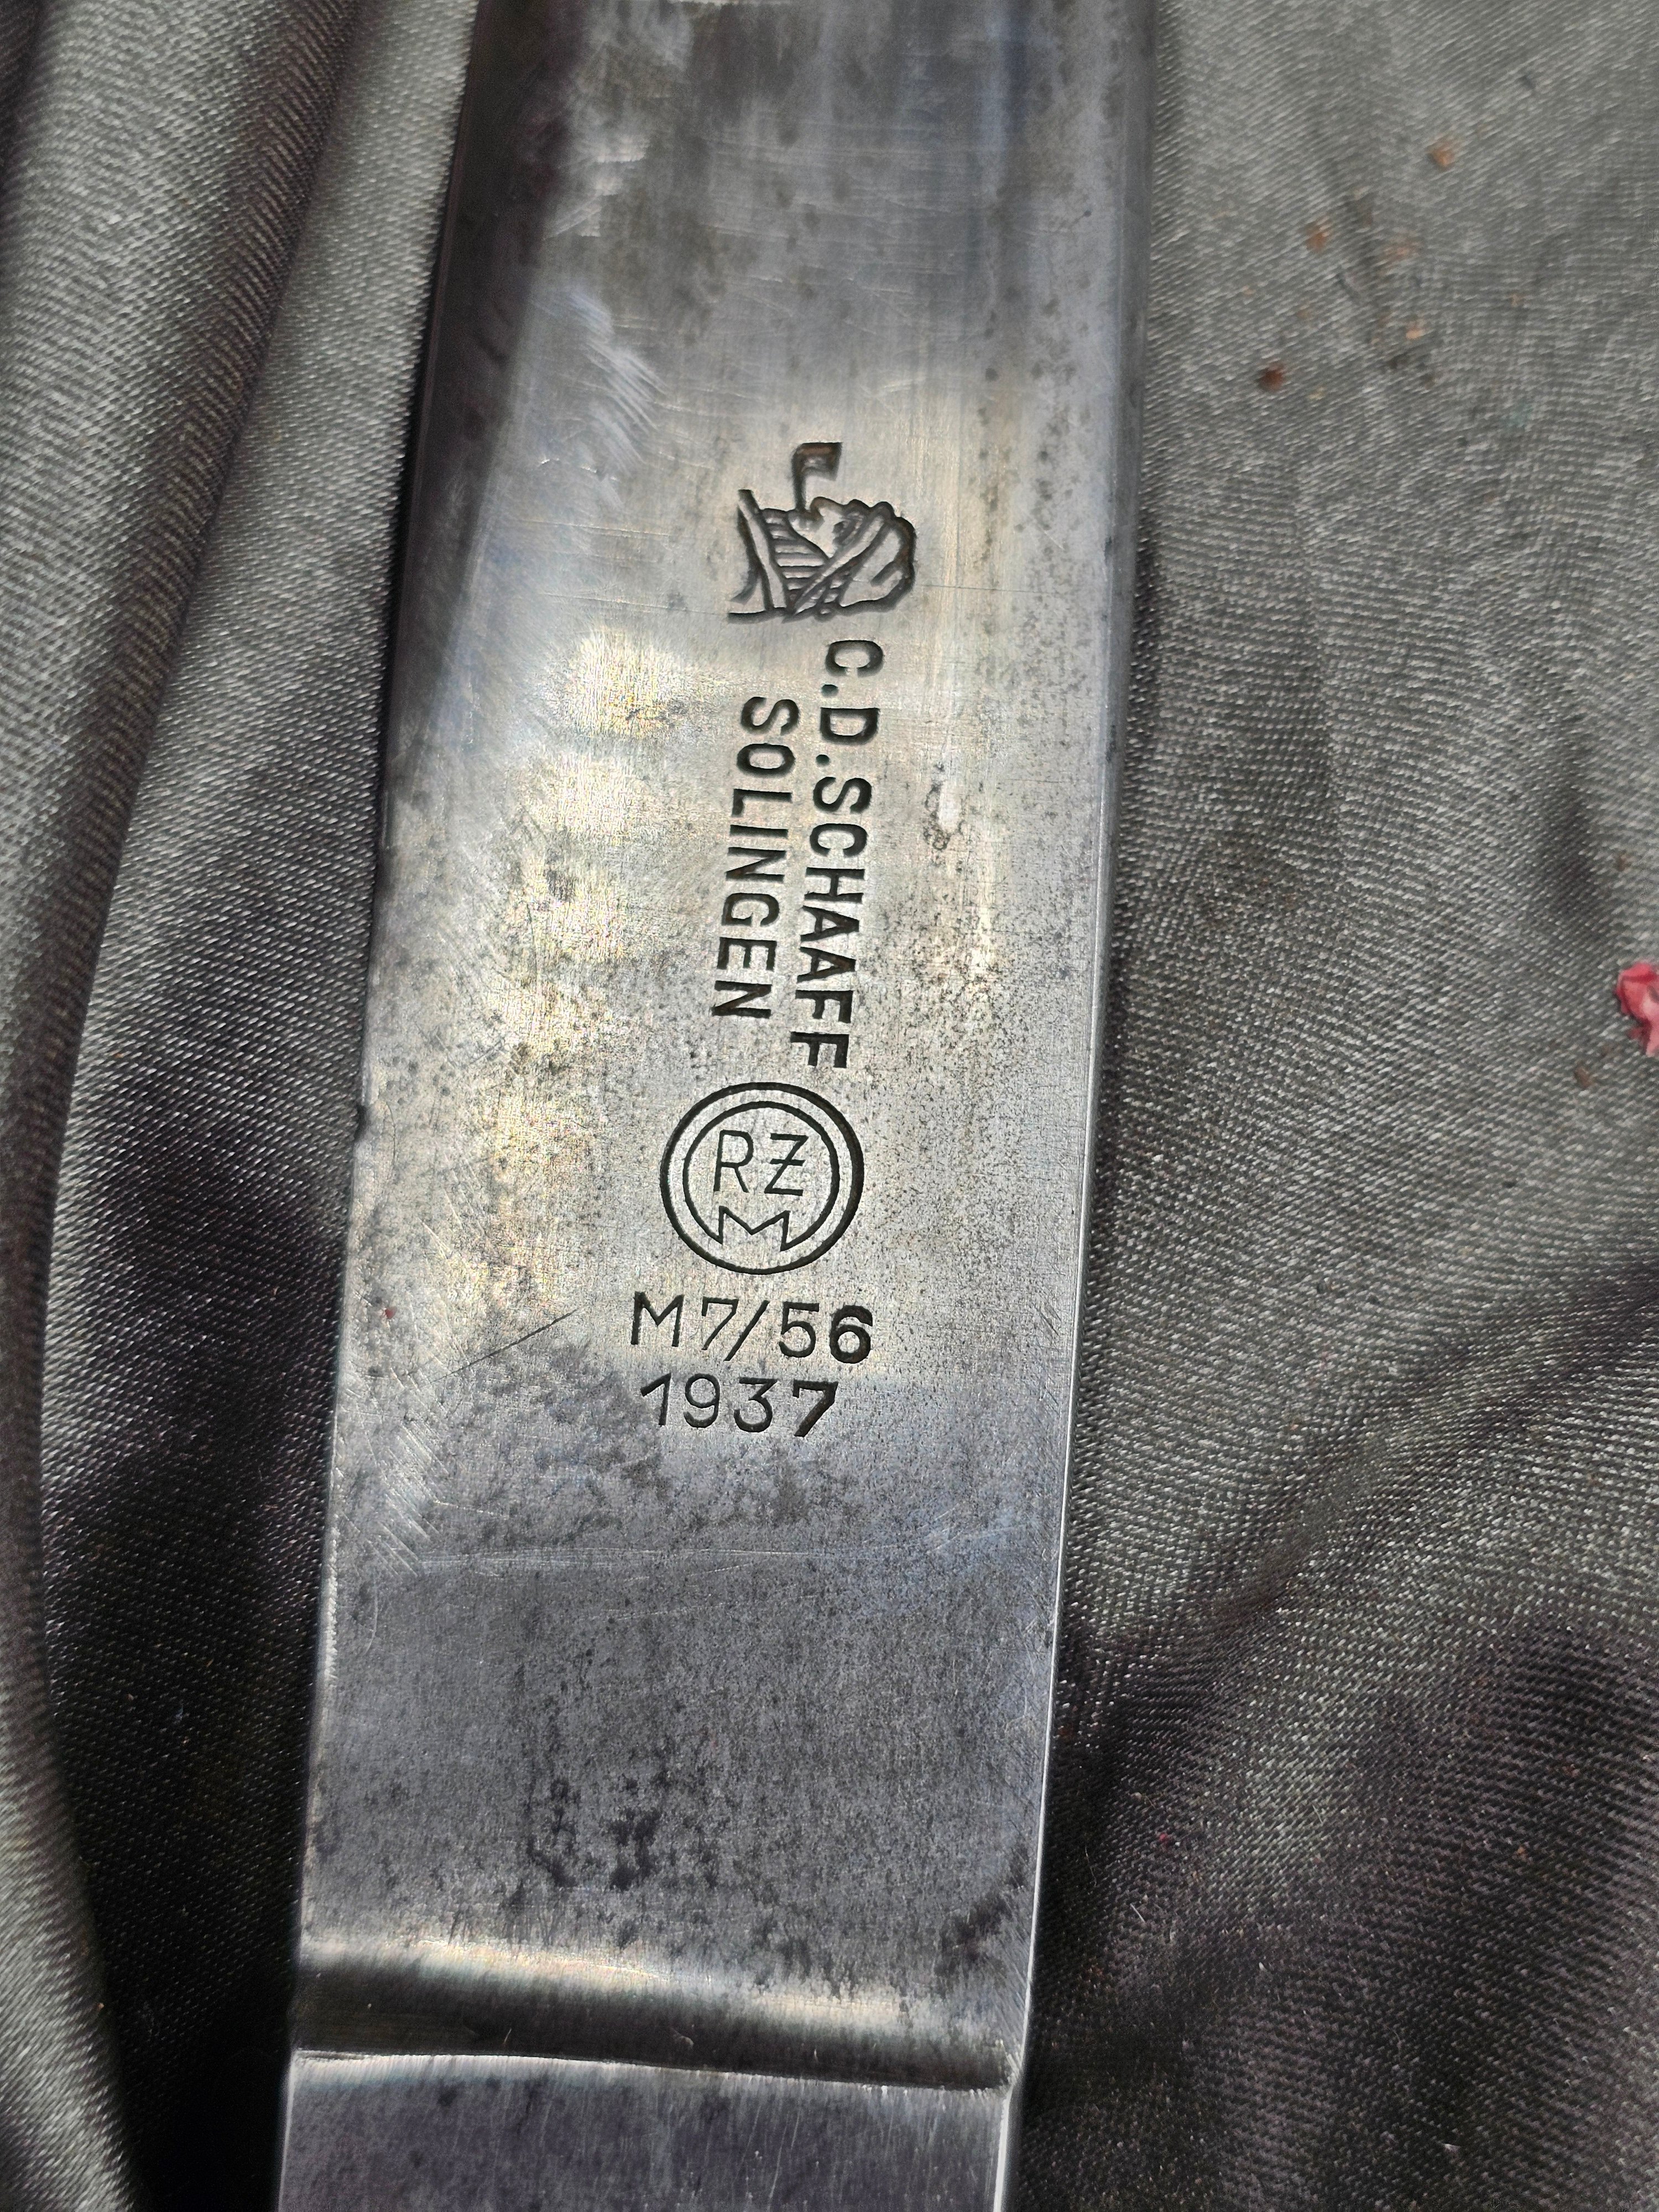 C.D.SCHAAFF
SOLINGEN
RZM
M7/56
1937